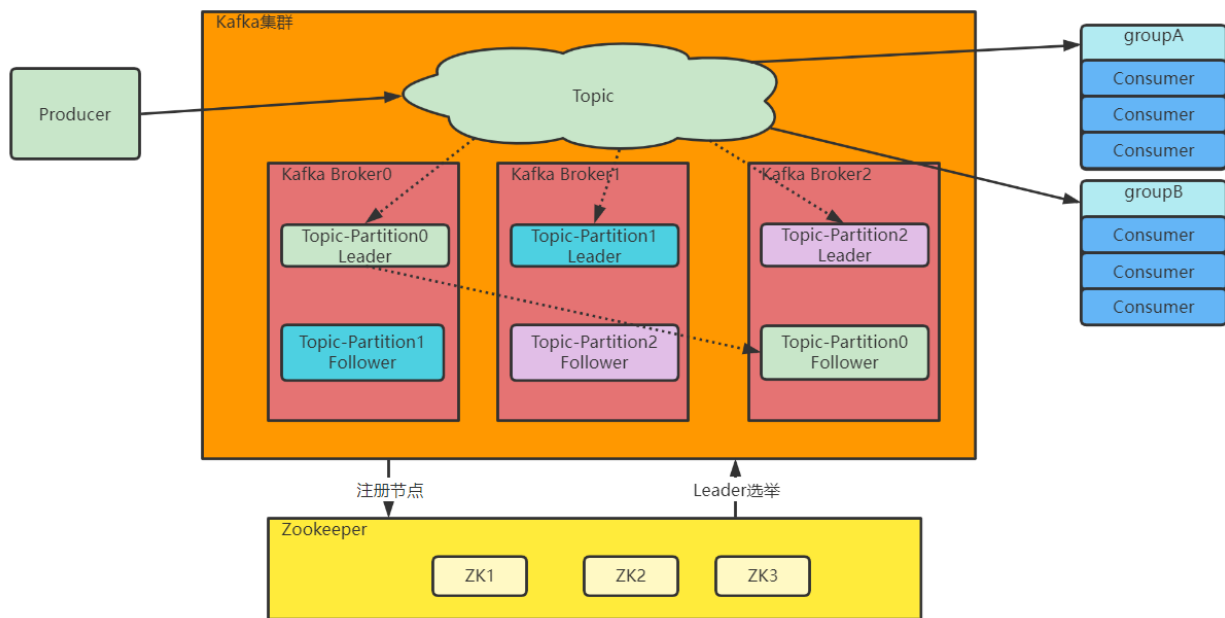 Kafka集群
Producer
Topic
groupA
Consumer
Consumer
Consumer
groupB
Consumer
Consumer
Consumer
Kafka Broker0
Topic-Partition0
Leader
Topic-Partition1
Follower
Kafka Broker1
Topic-Partition1
Leader
Topic-Partition2
Follower
Kafka Broker2
Topic-Partition2
Leader
Topic-Partition0
Follower
注册节点
Leader选举
Zookeeper
ZK1
ZK2
ZK3